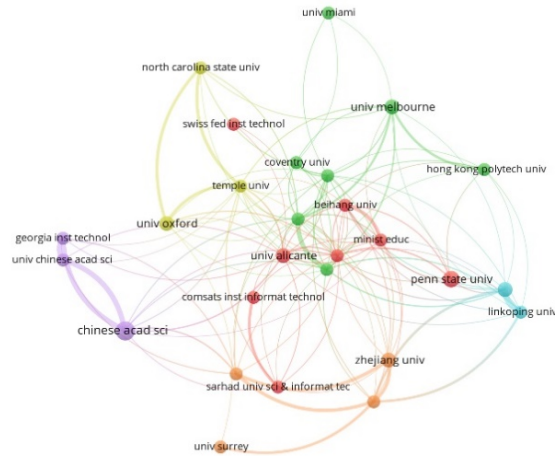 univ miami
north carolina state univ
univ melbourne
swiss fed inst technol
coventry univ
hong kong polytech univ
temple univ
beihang univ
univ oxford
georgia inst technol
minist educ
univ chinese acad sci
univ alicante
penn state univ
comsats inst informat technol
linkoping univ
chinese acad sci
zhejiang univ
sarhad univ sci & informat tec
univ surrey